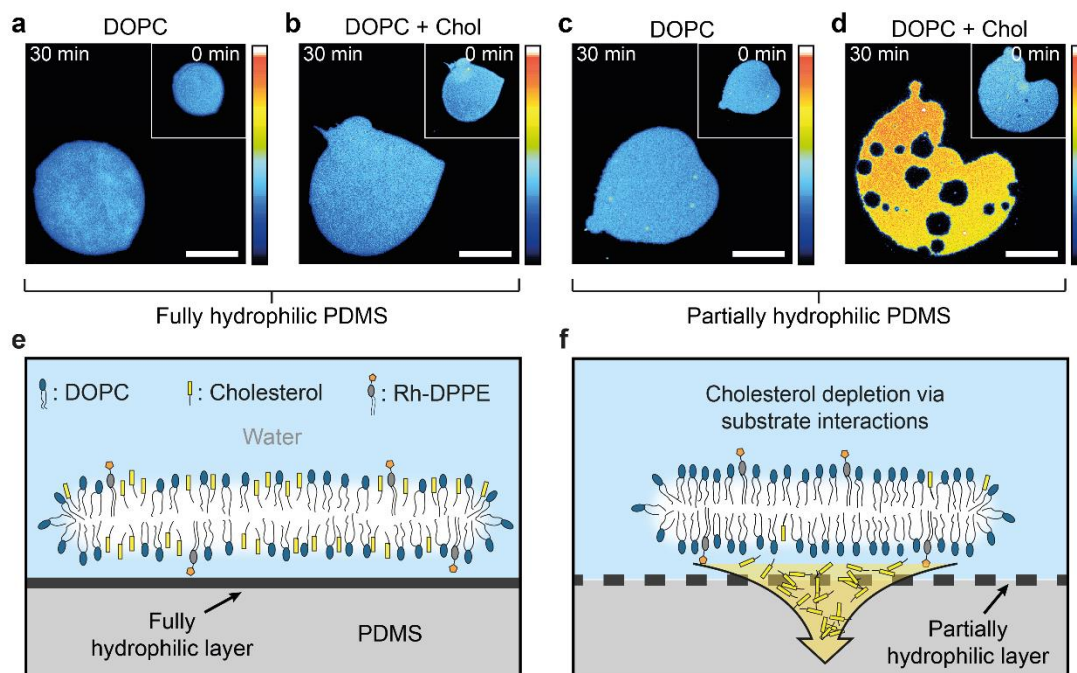 a DOPC
30 min 0 min
b DOPC + Chol
30 min 0 min
c DOPC
30 min 0 min
d DOPC + Chol
30 min 0 min
Fully hydrophilic PDMS
Partially hydrophilic PDMS
e
: DOPC : Cholesterol : Rh-DPPE
Water
Fully
hydrophilic layer
PDMS
f
Cholesterol depletion via
substrate interactions
Partially
hydrophilic layer